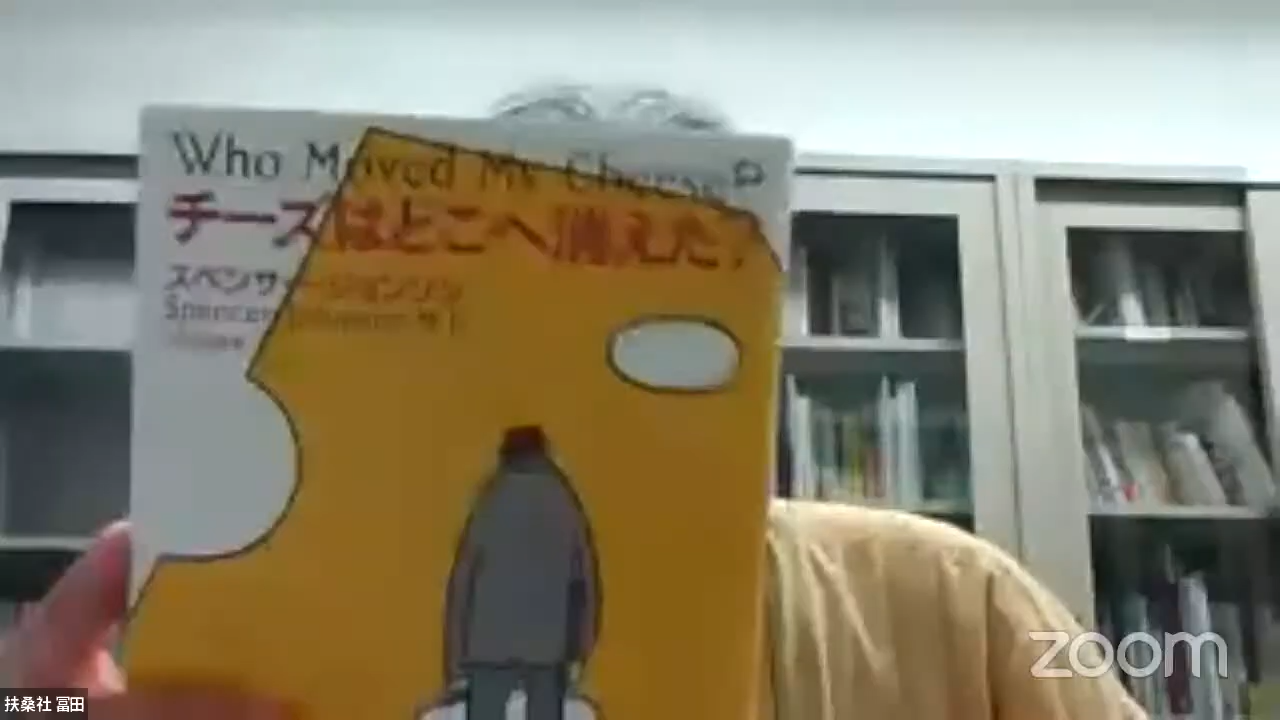 Who Moved My Cheese?
チーズはどこへ消えた?
スペンサー・ジョンソン
Spencer Johnson
扶桑社 冨田
zoom